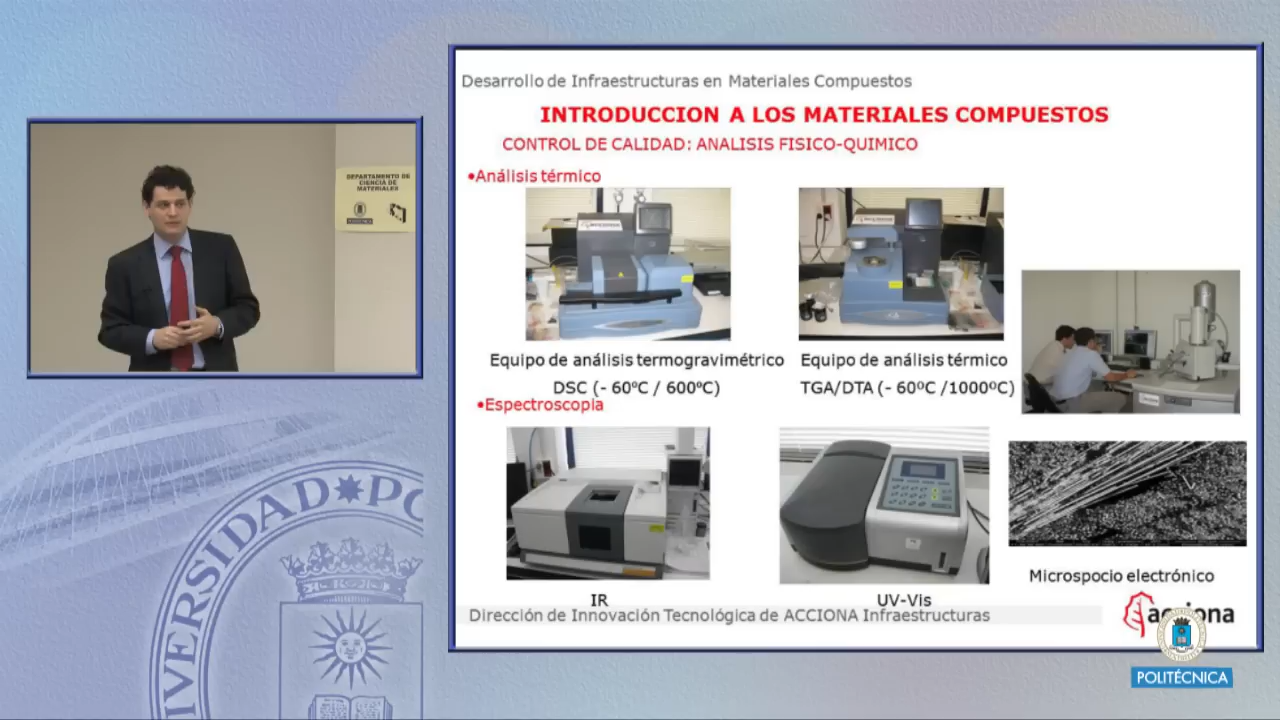 Desarrollo de Infraestructuras en Materiales Compuestos
INTRODUCCION A LOS MATERIALES COMPUESTOS
CONTROL DE CALIDAD: ANALISIS FISICO-QUIMICO
•Análisis térmico
Equipo de análisis termogravimétrico
DSC (- 60ºC / 600ºC)
Equipo de análisis térmico
TGA/DTA (- 60ºC /1000ºC)
•Espectroscopia
IR
UV-Vis
Microspocio electrónico
Dirección de Innovación Tecnológica de ACCIONA Infraestructuras
acciona
POLITÉCNICA
DEPARTAMENTO DE
CIENCIA DE
MATERIALES
VERSIDAD PO